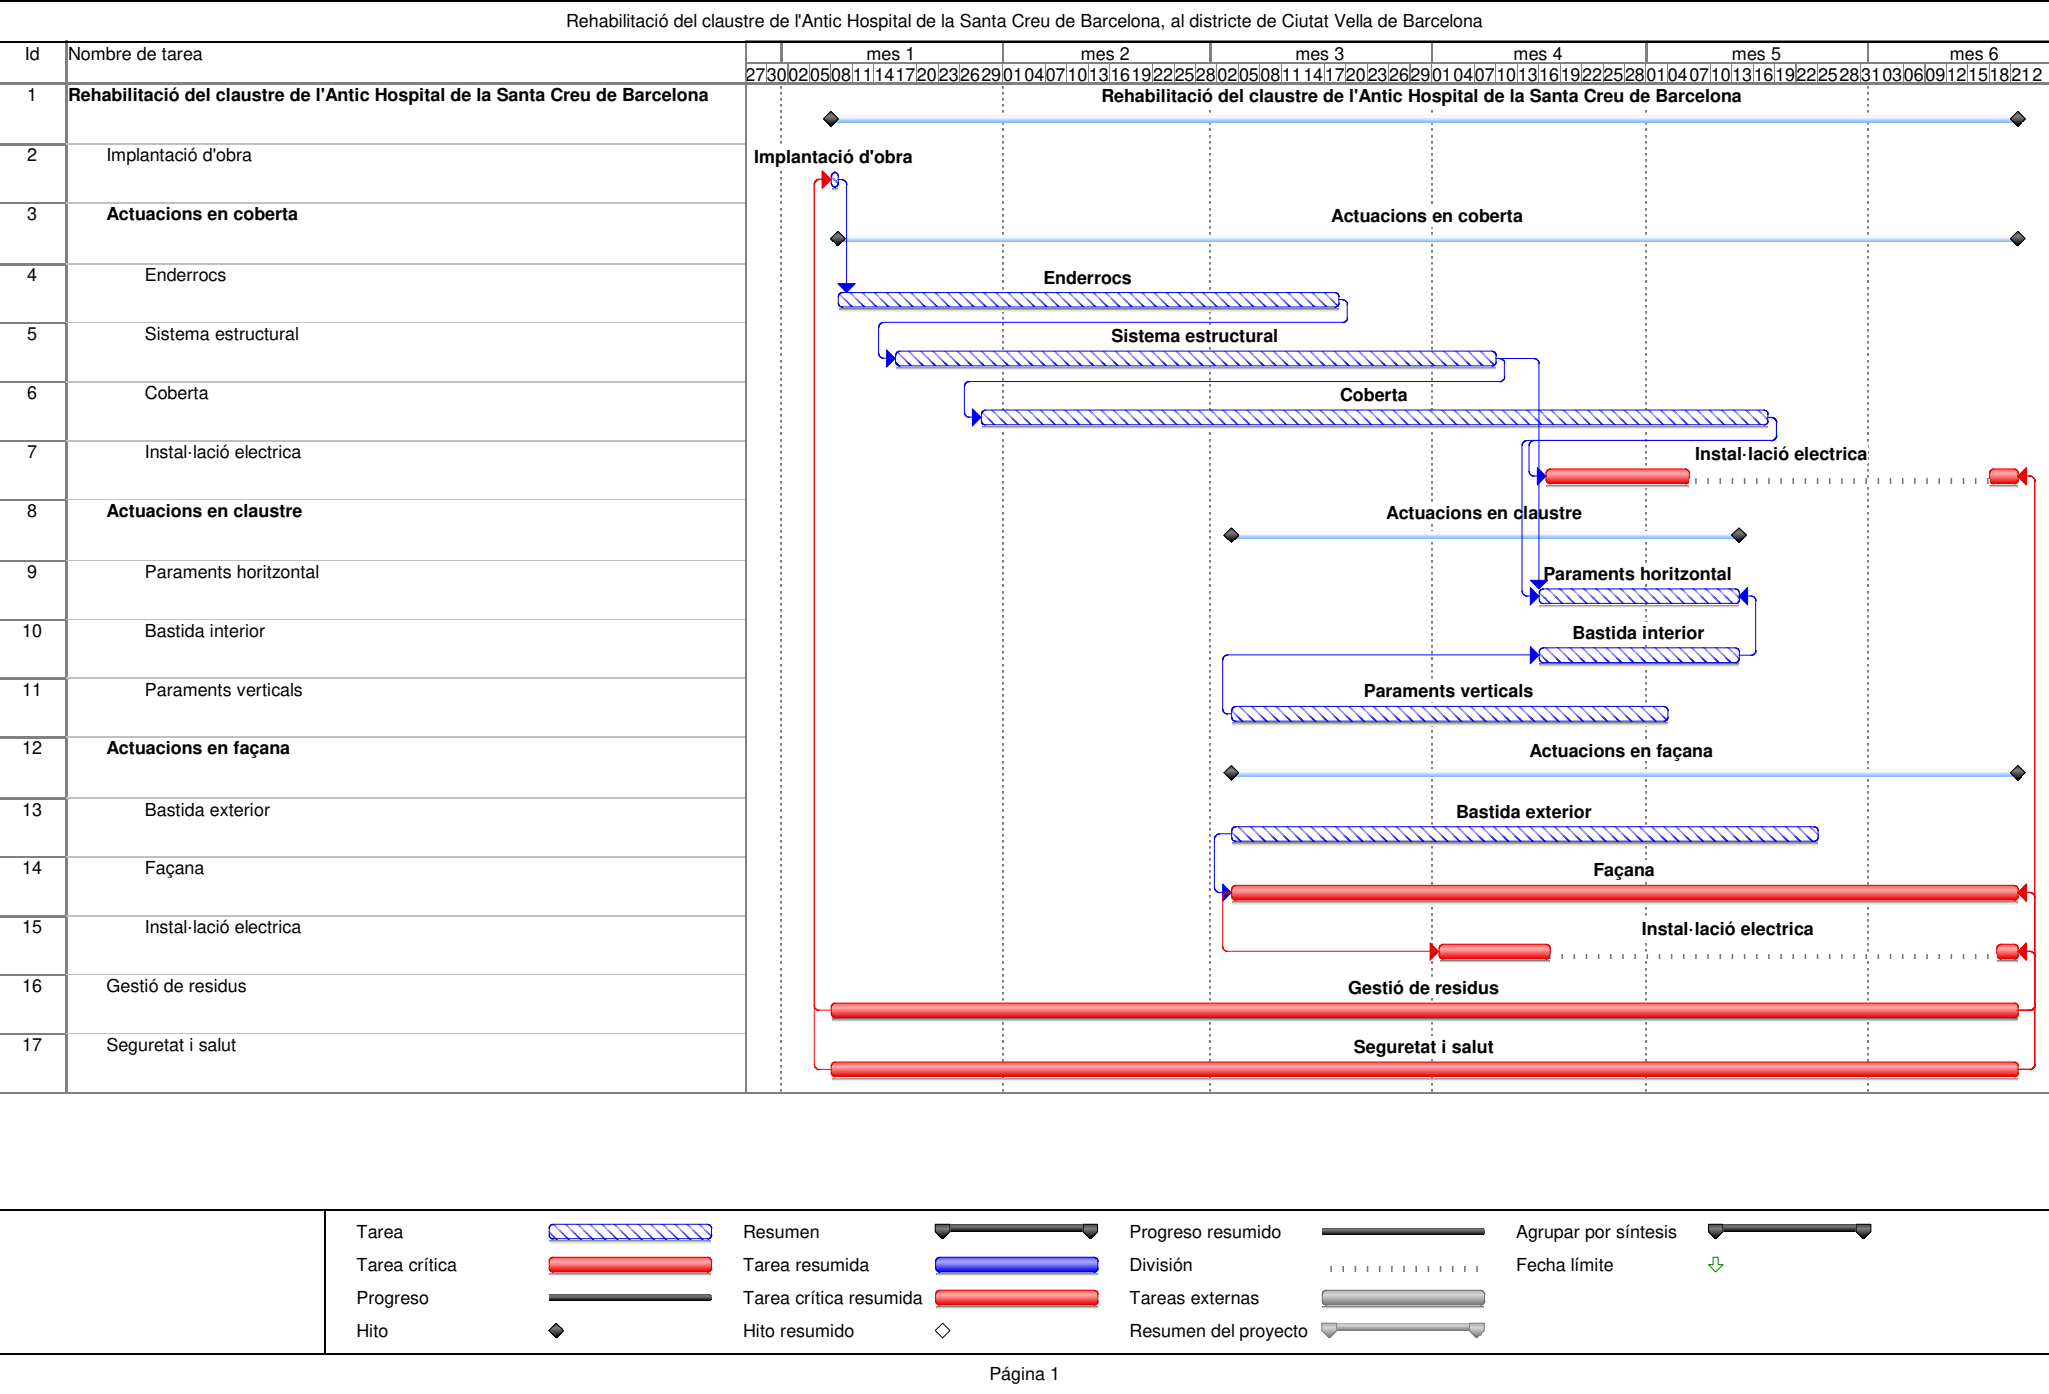 Rehabilitació del claustre de l'Antic Hospital de la Santa Creu de Barcelona, al districte de Ciutat Vella de Barcelona
Id Nombre de tarea mes 1 mes 2 mes 3 mes 4 mes 5 mes 6
27 30 02 05 08 11 14 17 20 23 26 29 01 04 07 10 13 16 19 22 25 28 02 05 08 11 14 17 20 23 26 29 01 04 07 10 13 16 19 22 25 28 01 04 07 10 13 16 19 22 25 28 31 03 06 09 12 15 18 21 2
1 Rehabilitació del claustre de l'Antic Hospital de la Santa Creu de Barcelona Rehabilitació del claustre de l'Antic Hospital de la Santa Creu de Barcelona
2 Implantació d'obra Implantació d'obra
3 Actuacions en coberta Actuacions en coberta
4 Enderrocs Enderrocs
5 Sistema estructural Sistema estructural
6 Coberta Coberta
7 Instal·lació electrica Instal·lació electrica
8 Actuacions en claustre Actuacions en claustre
9 Paraments horitzontal Paraments horitzontal
10 Bastida interior Bastida interior
11 Paraments verticals Paraments verticals
12 Actuacions en façana Actuacions en façana
13 Bastida exterior Bastida exterior
14 Façana Façana
15 Instal·lació electrica Instal·lació electrica
16 Gestió de residus Gestió de residus
17 Seguretat i salut Seguretat i salut
Tarea Resumen Progreso resumido Agrupar por síntesis
Tarea crítica Tarea resumida División Fecha límite
Progreso Tarea crítica resumida Tareas externas
Hito Hito resumido Resumen del proyecto
Página 1